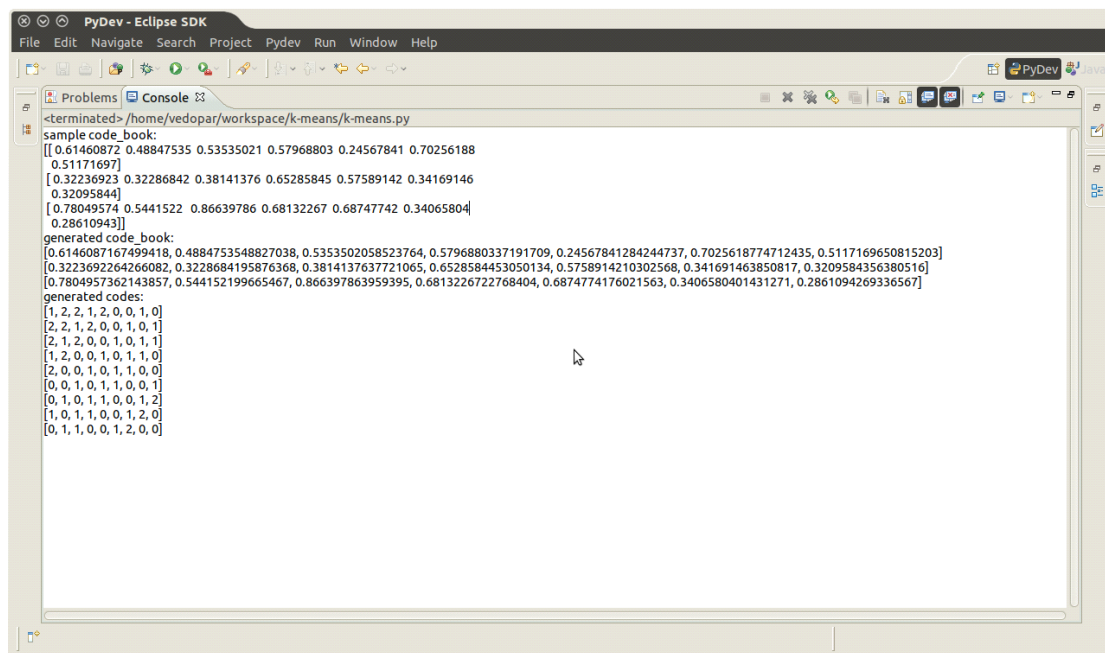 PyDev - Eclipse SDK
File Edit Navigate Search Project Pydev Run Window Help
PyDev Java
Problems Console
<terminated> /home/vedopar/workspace/k-means/k-means.py
sample code_book:
[[ 0.61460872 0.48847535 0.53535021 0.57968803 0.24567841 0.70256188
0.51171697]
[ 0.32236923 0.32286842 0.38141376 0.65285845 0.57589142 0.34169146
0.32095844]
[ 0.78049574 0.5441522 0.86639786 0.68132267 0.68747742 0.34065804
0.28610943]]
generated code_book:
[0.6146087167499418, 0.4884753548827038, 0.5353502058523764, 0.5796880337191709, 0.24567841284244737, 0.7025618774712435, 0.5117169650815203]
[0.3223692264266082, 0.3228684195876368, 0.3814137637721065, 0.6528584453050134, 0.5758914210302568, 0.341691463850817, 0.3209584356380516]
[0.7804957362143857, 0.544152199665467, 0.866397863959395, 0.6813226722768404, 0.6874774176021563, 0.3406580401431271, 0.2861094269336567]
generated codes:
[1, 2, 2, 1, 2, 0, 0, 1, 0]
[2, 2, 1, 2, 0, 0, 1, 0, 1]
[2, 1, 2, 0, 0, 1, 0, 1, 1]
[1, 2, 0, 0, 1, 0, 1, 1, 0]
[2, 0, 0, 1, 0, 1, 1, 0, 0]
[0, 0, 1, 0, 1, 1, 0, 0, 1]
[0, 1, 0, 1, 1, 0, 0, 1, 2]
[1, 0, 1, 1, 0, 0, 1, 2, 0]
[0, 1, 1, 0, 0, 1, 2, 0, 0]